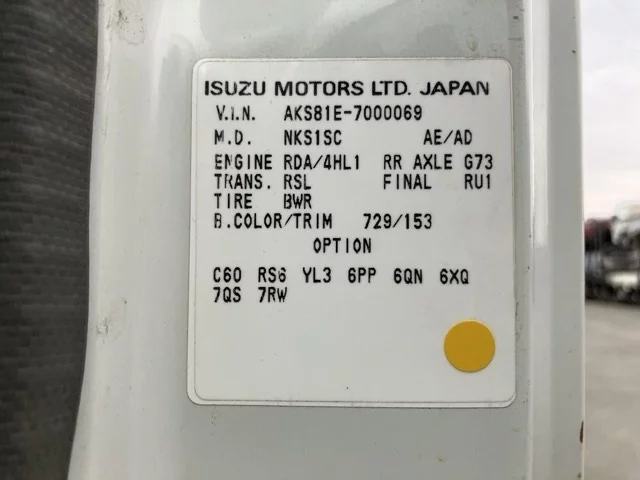 ISUZU MOTORS LTD. JAPAN
V.I.N. AKS81E-7000069
M.D. NKS1SC AE/AD
ENGINE RDA/4HL1 RR AXLE G73
TRANS. RSL FINAL RU1
TIRE BWR
B.COLOR/TRIM 729/153
OPTION
C60 RS6 YL3 6PP 6QN 6XQ
7QS 7RW